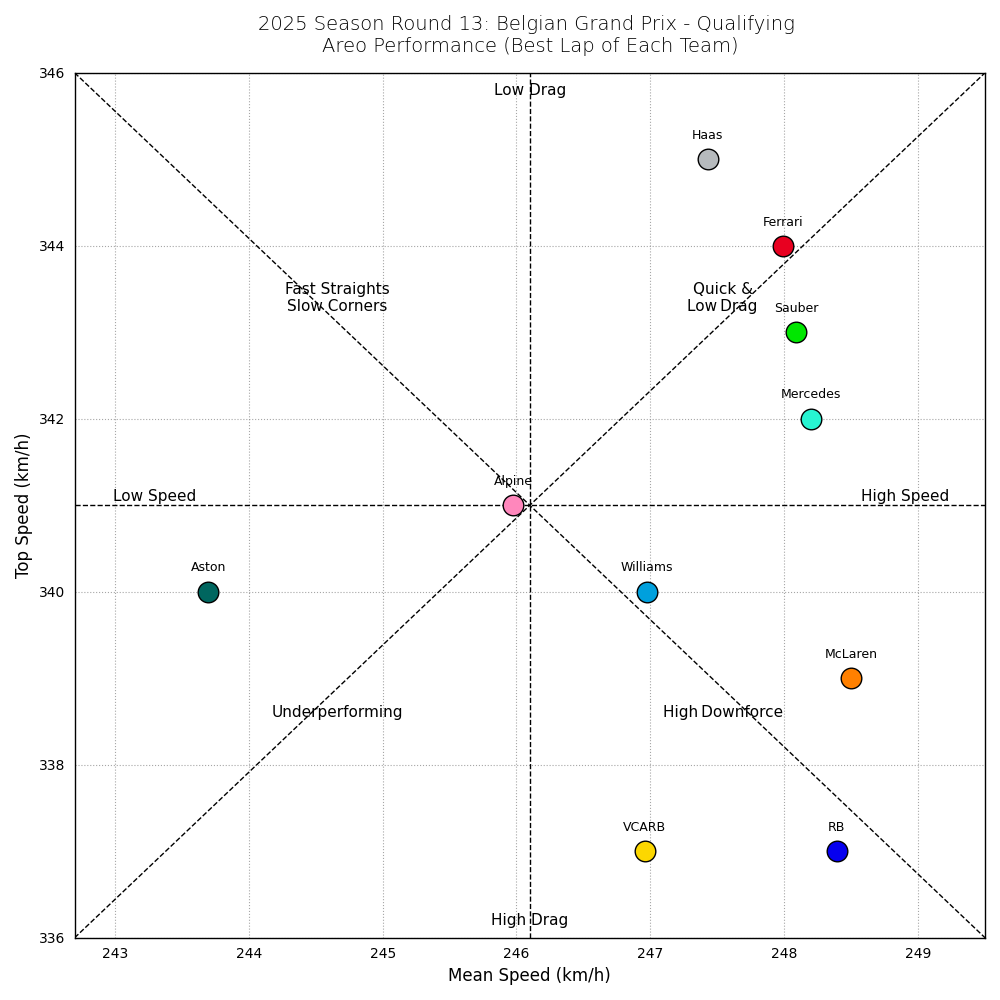 2025 Season Round 13: Belgian Grand Prix - Qualifying
Areo Performance (Best Lap of Each Team)
346
Low Drag
Haas
Ferrari
344
Fast Straights
Slow Corners
Quick &
Low Drag
Sauber
Mercedes
342
Alpine
Low Speed
High Speed
Top Speed (km/h)
Aston
Williams
340
McLaren
Underperforming
High Downforce
338
VCARB
RB
High Drag
336
243
244
245
246
247
248
249
Mean Speed (km/h)